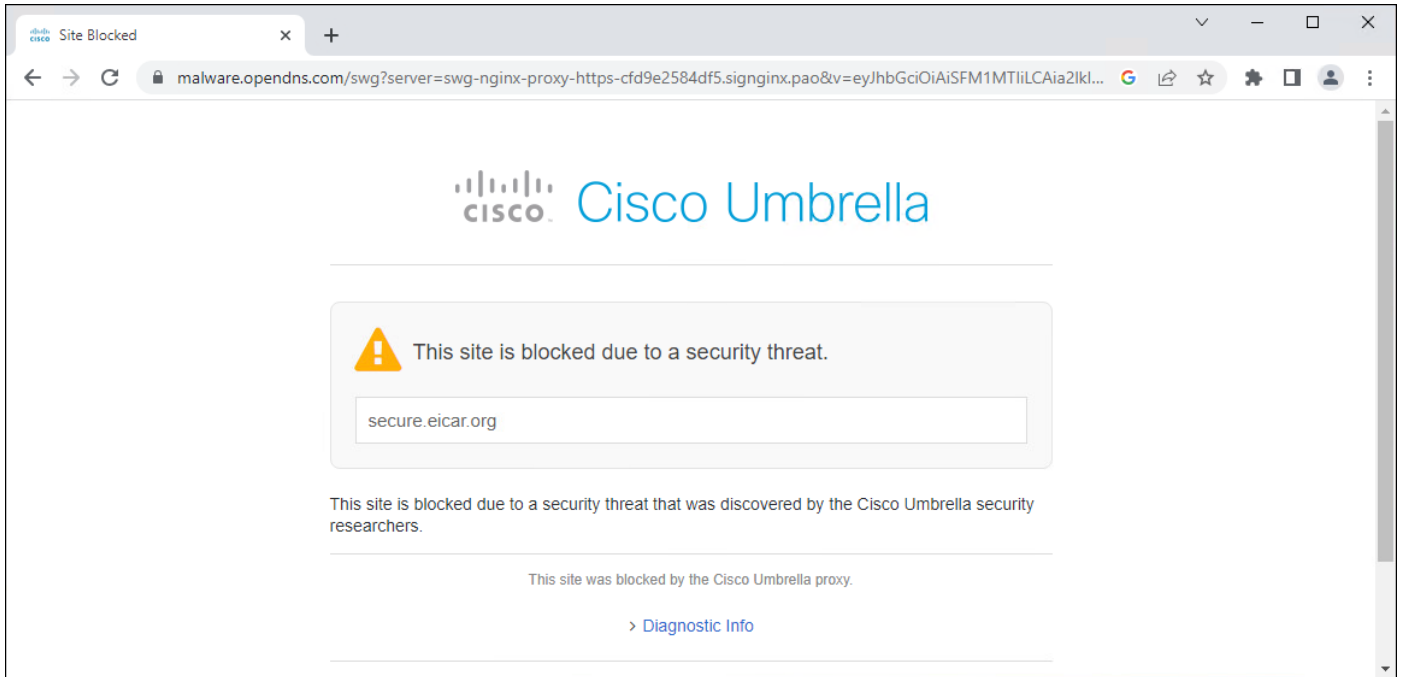 cisco Site Blocked
malware.opendns.com/swg?server=swg-nginx-proxy-https-cfd9e2584df5.signginx.pao&v=eyJhbGciOiAiSFM1MTIiLCAia2lkI...
cisco Cisco Umbrella
This site is blocked due to a security threat.
secure.eicar.org
This site is blocked due to a security threat that was discovered by the Cisco Umbrella security
researchers.
This site was blocked by the Cisco Umbrella proxy.
> Diagnostic Info